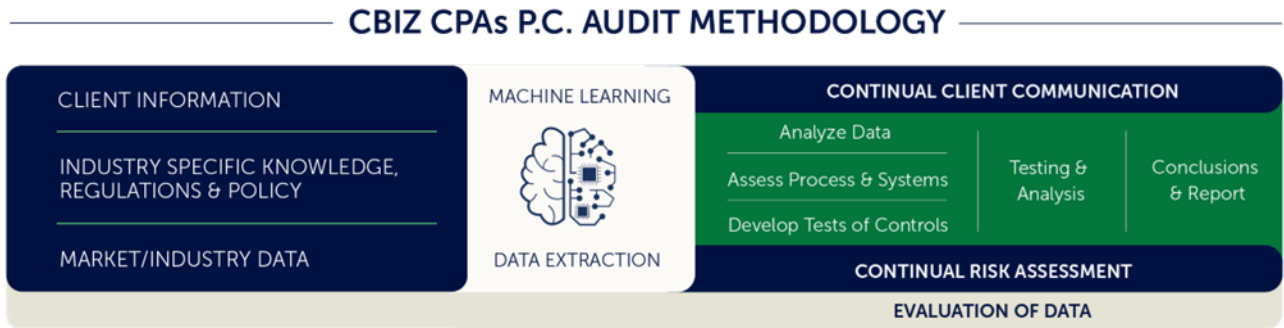 CBIZ CPAs P.C. AUDIT METHODOLOGY
CLIENT INFORMATION
INDUSTRY SPECIFIC KNOWLEDGE,
REGULATIONS & POLICY
MARKET/INDUSTRY DATA
MACHINE LEARNING
DATA EXTRACTION
CONTINUAL CLIENT COMMUNICATION
Analyze Data
Assess Process & Systems
Develop Tests of Controls
Testing &
Analysis
Conclusions
& Report
CONTINUAL RISK ASSESSMENT
EVALUATION OF DATA